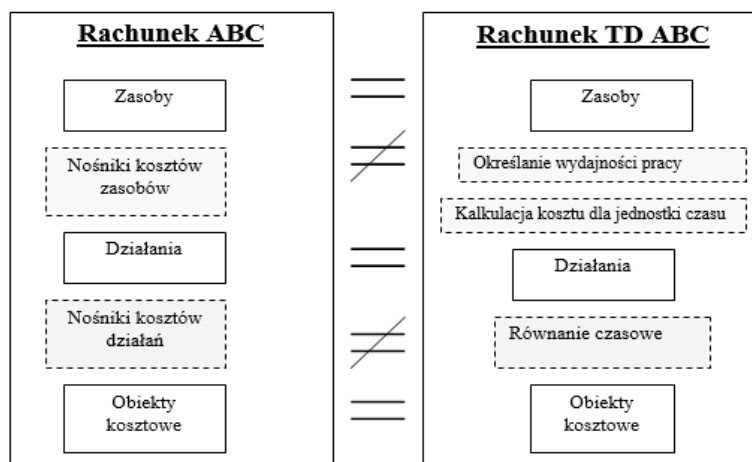 Rachunek ABC
Zasoby
Nośniki kosztów
zasobów
Działania
Nośniki kosztów
działań
Obiekty
kosztowe
Rachunek TD ABC
Zasoby
Określanie wydajności pracy
Kalkulacja kosztu dla jednostki czasu
Działania
Równanie czasowe
Obiekty
kosztowe